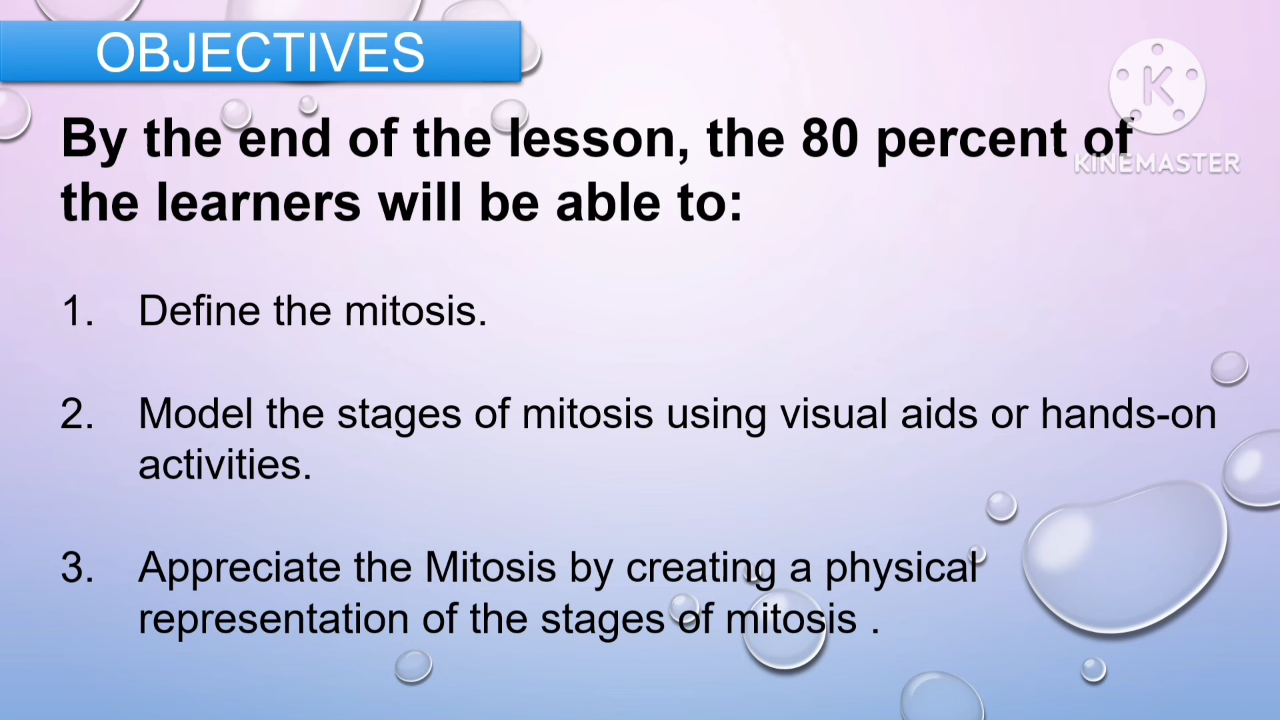 OBJECTIVES
K
KINEMASTER
By the end of the lesson, the 80 percent of
the learners will be able to:
1. Define the mitosis.
2. Model the stages of mitosis using visual aids or hands-on
activities.
3. Appreciate the Mitosis by creating a physical
representation of the stages of mitosis .